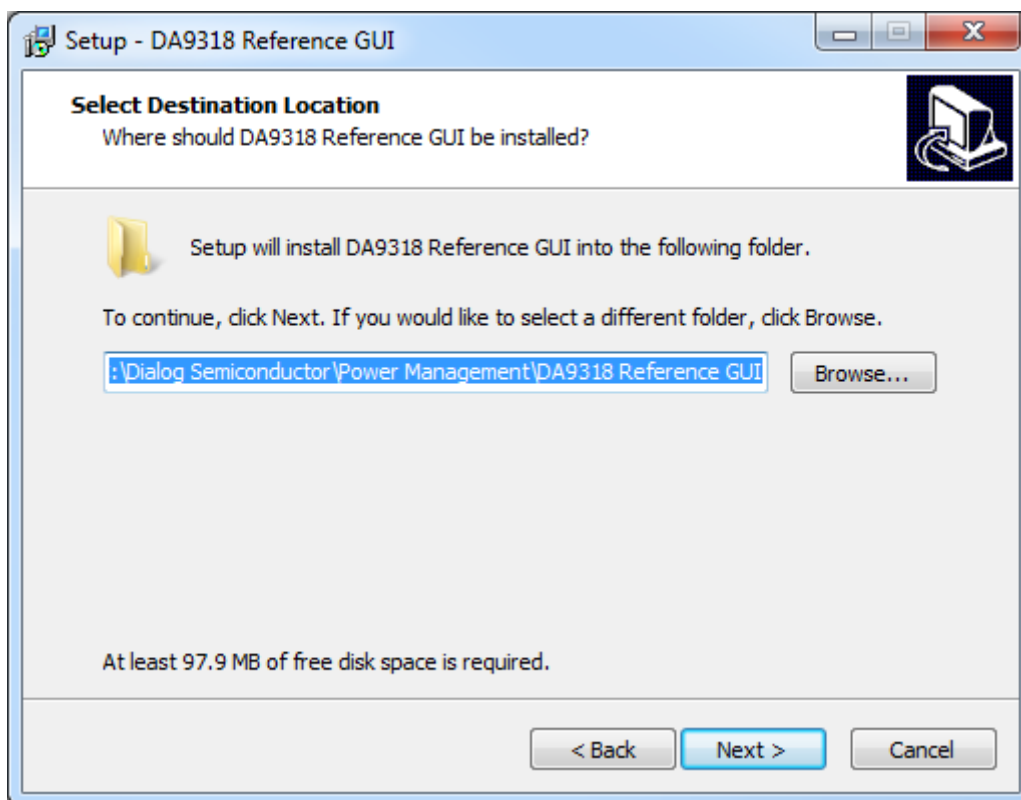 Setup - DA9318 Reference GUI
Select Destination Location
Where should DA9318 Reference GUI be installed?
Setup will install DA9318 Reference GUI into the following folder.
To continue, click Next. If you would like to select a different folder, click Browse.
:\Dialog Semiconductor\Power Management\DA9318 Reference GUI
Browse...
At least 97.9 MB of free disk space is required.
< Back
Next >
Cancel